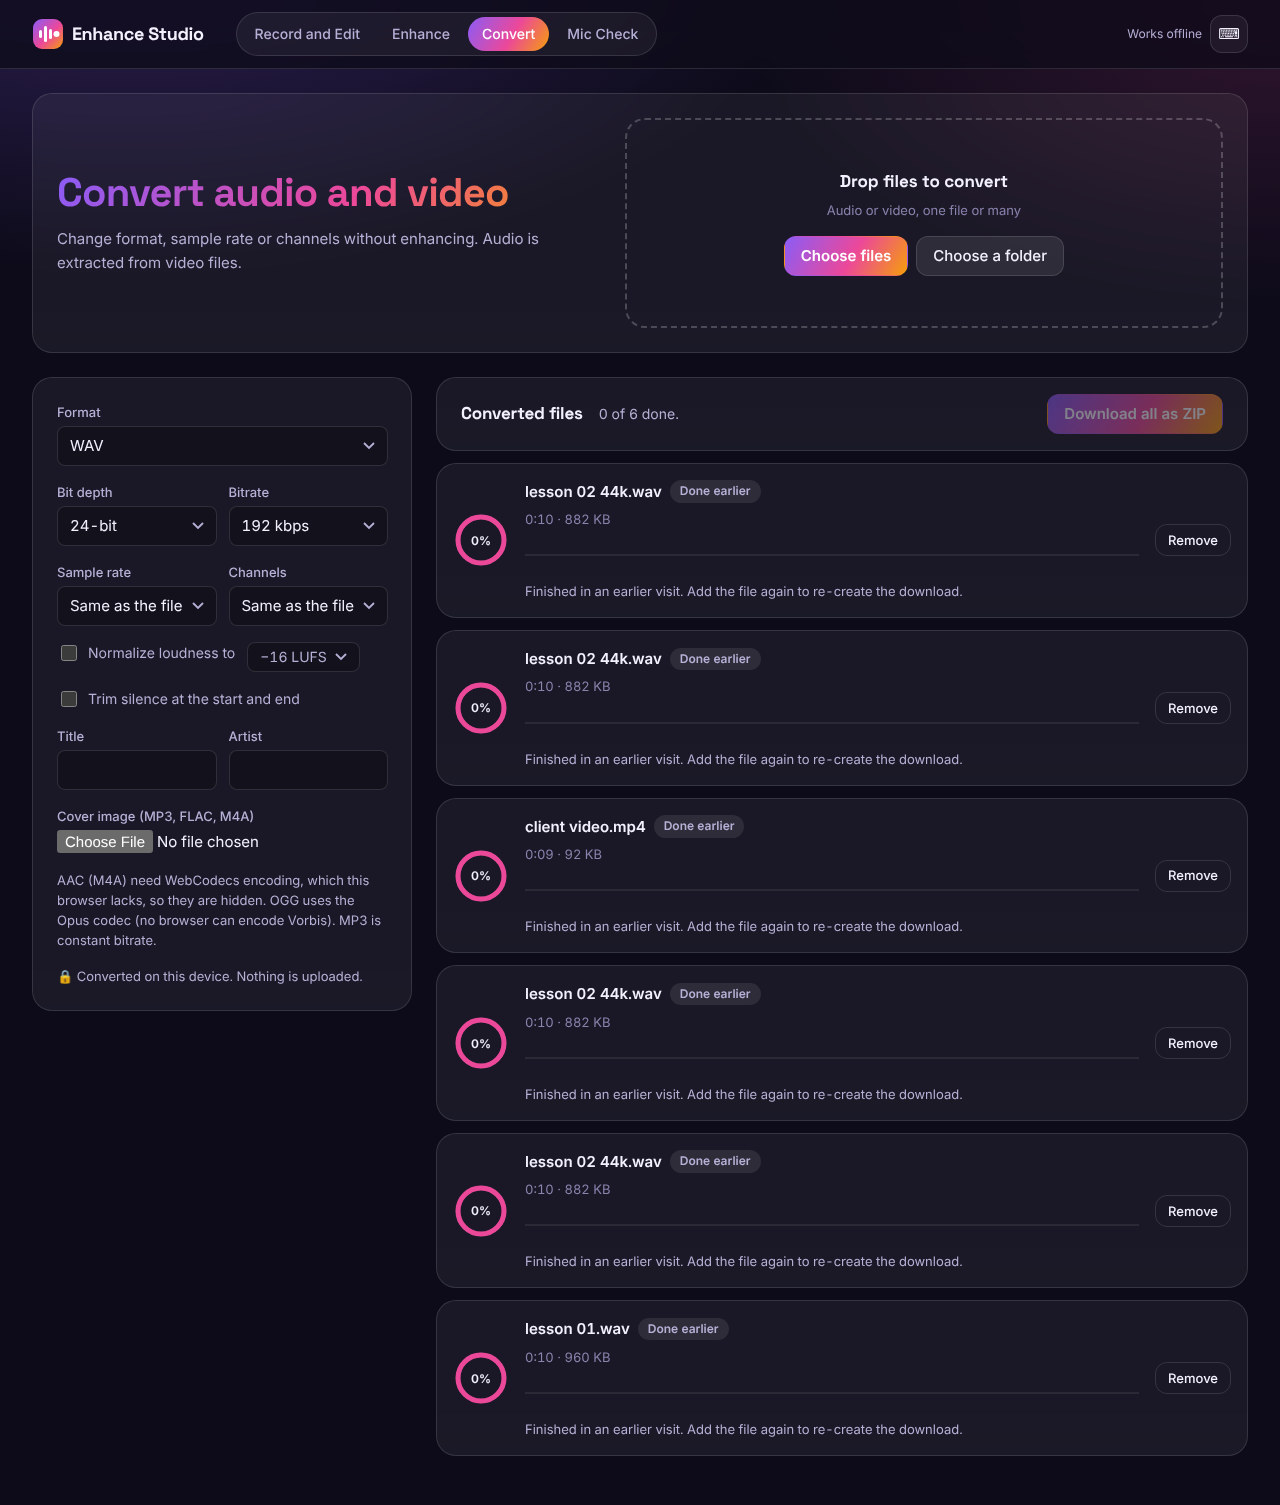 Enhance Studio
Record and Edit
Enhance
Convert
Mic Check
Works offline
Convert audio and video
Change format, sample rate or channels without enhancing. Audio is
extracted from video files.
Drop files to convert
Audio or video, one file or many
Choose files
Choose a folder
Format
WAV
Bit depth
Bitrate
24-bit
192 kbps
Sample rate
Channels
Same as the file
Same as the file
Normalize loudness to
−16 LUFS
Trim silence at the start and end
Title
Artist
Cover image (MP3, FLAC, M4A)
Choose File No file chosen
AAC (M4A) need WebCodecs encoding, which this
browser lacks, so they are hidden. OGG uses the
Opus codec (no browser can encode Vorbis). MP3 is
constant bitrate.
🔒 Converted on this device. Nothing is uploaded.
Converted files
0 of 6 done.
Download all as ZIP
lesson 02 44k.wav
Done earlier
0:10 · 882 KB
0%
Remove
Finished in an earlier visit. Add the file again to re-create the download.
lesson 02 44k.wav
Done earlier
0:10 · 882 KB
0%
Remove
Finished in an earlier visit. Add the file again to re-create the download.
client video.mp4
Done earlier
0:09 · 92 KB
0%
Remove
Finished in an earlier visit. Add the file again to re-create the download.
lesson 02 44k.wav
Done earlier
0:10 · 882 KB
0%
Remove
Finished in an earlier visit. Add the file again to re-create the download.
lesson 02 44k.wav
Done earlier
0:10 · 882 KB
0%
Remove
Finished in an earlier visit. Add the file again to re-create the download.
lesson 01.wav
Done earlier
0:10 · 960 KB
0%
Remove
Finished in an earlier visit. Add the file again to re-create the download.